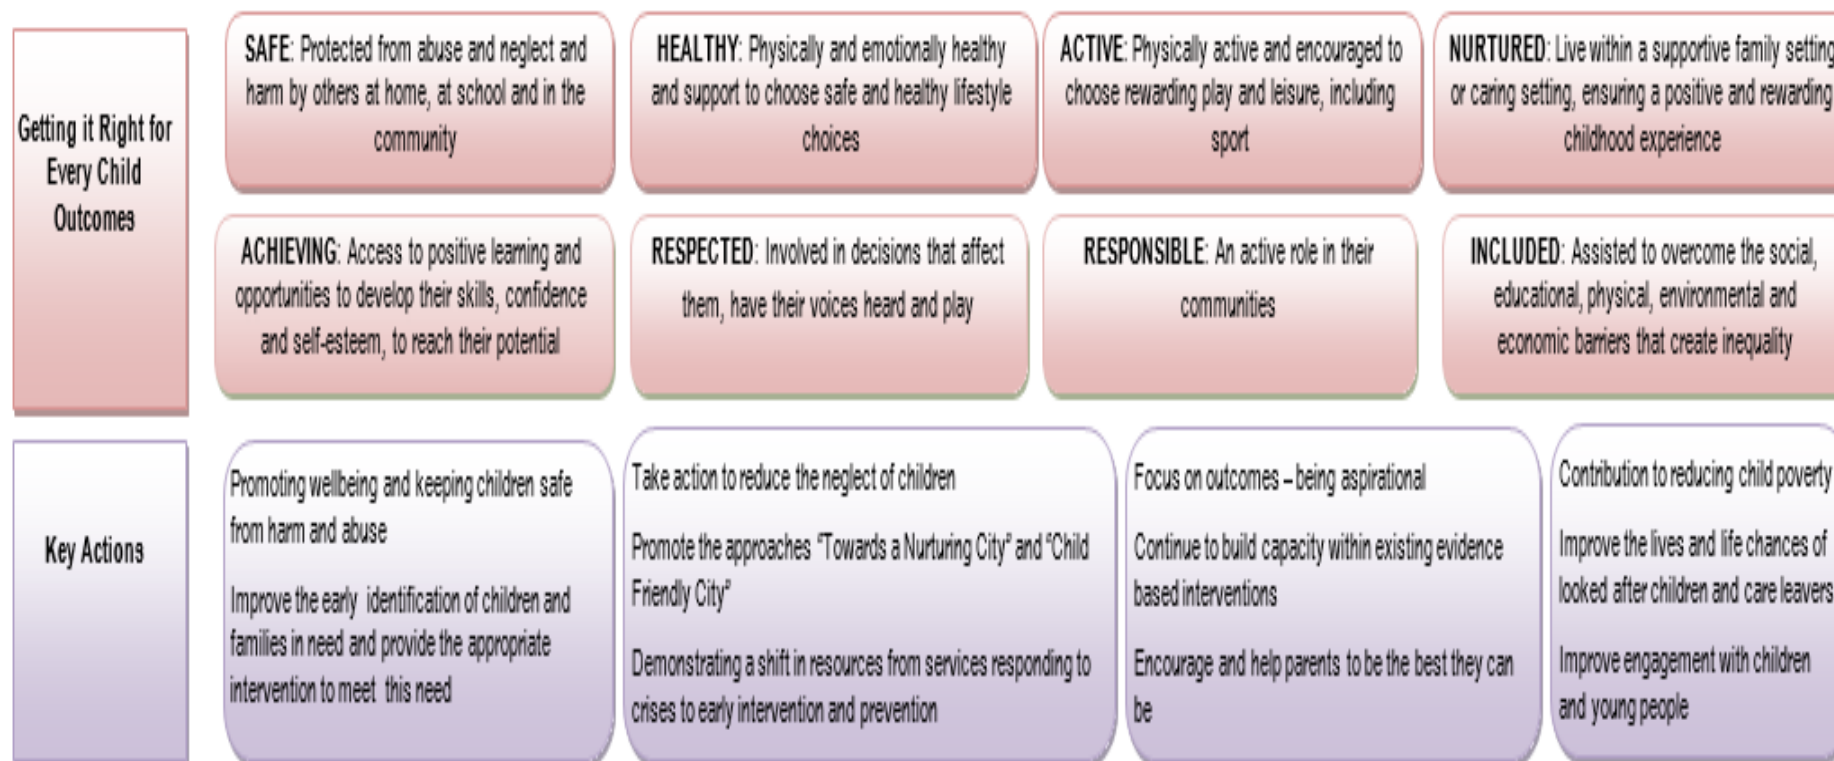 Getting it Right for
Every Child
Outcomes
SAFE: Protected from abuse and neglect and
harm by others at home, at school and in the
community
HEALTHY: Physically and emotionally healthy
and support to choose safe and healthy lifestyle
choices
ACTIVE: Physically active and encouraged to
choose rewarding play and leisure, including
sport
NURTURED: Live within a supportive family setting
or caring setting, ensuring a positive and rewarding
childhood experience
ACHIEVING: Access to positive learning and
opportunities to develop their skills, confidence
and self-esteem, to reach their potential
RESPECTED: Involved in decisions that affect
them, have their voices heard and play
RESPONSIBLE: An active role in their
communities
INCLUDED: Assisted to overcome the social,
educational, physical, environmental and
economic barriers that create inequality
Key Actions
Promoting wellbeing and keeping children safe
from harm and abuse
Improve the early identification of children and
families in need and provide the appropriate
intervention to meet this need
Take action to reduce the neglect of children
Promote the approaches “Towards a Nurturing City” and “Child
Friendly City”
Demonstrating a shift in resources from services responding to
crises to early intervention and prevention
Focus on outcomes – being aspirational
Continue to build capacity within existing evidence
based interventions
Encourage and help parents to be the best they can
be
Contribution to reducing child poverty
Improve the lives and life chances of
looked after children and care leavers
Improve engagement with children
and young people